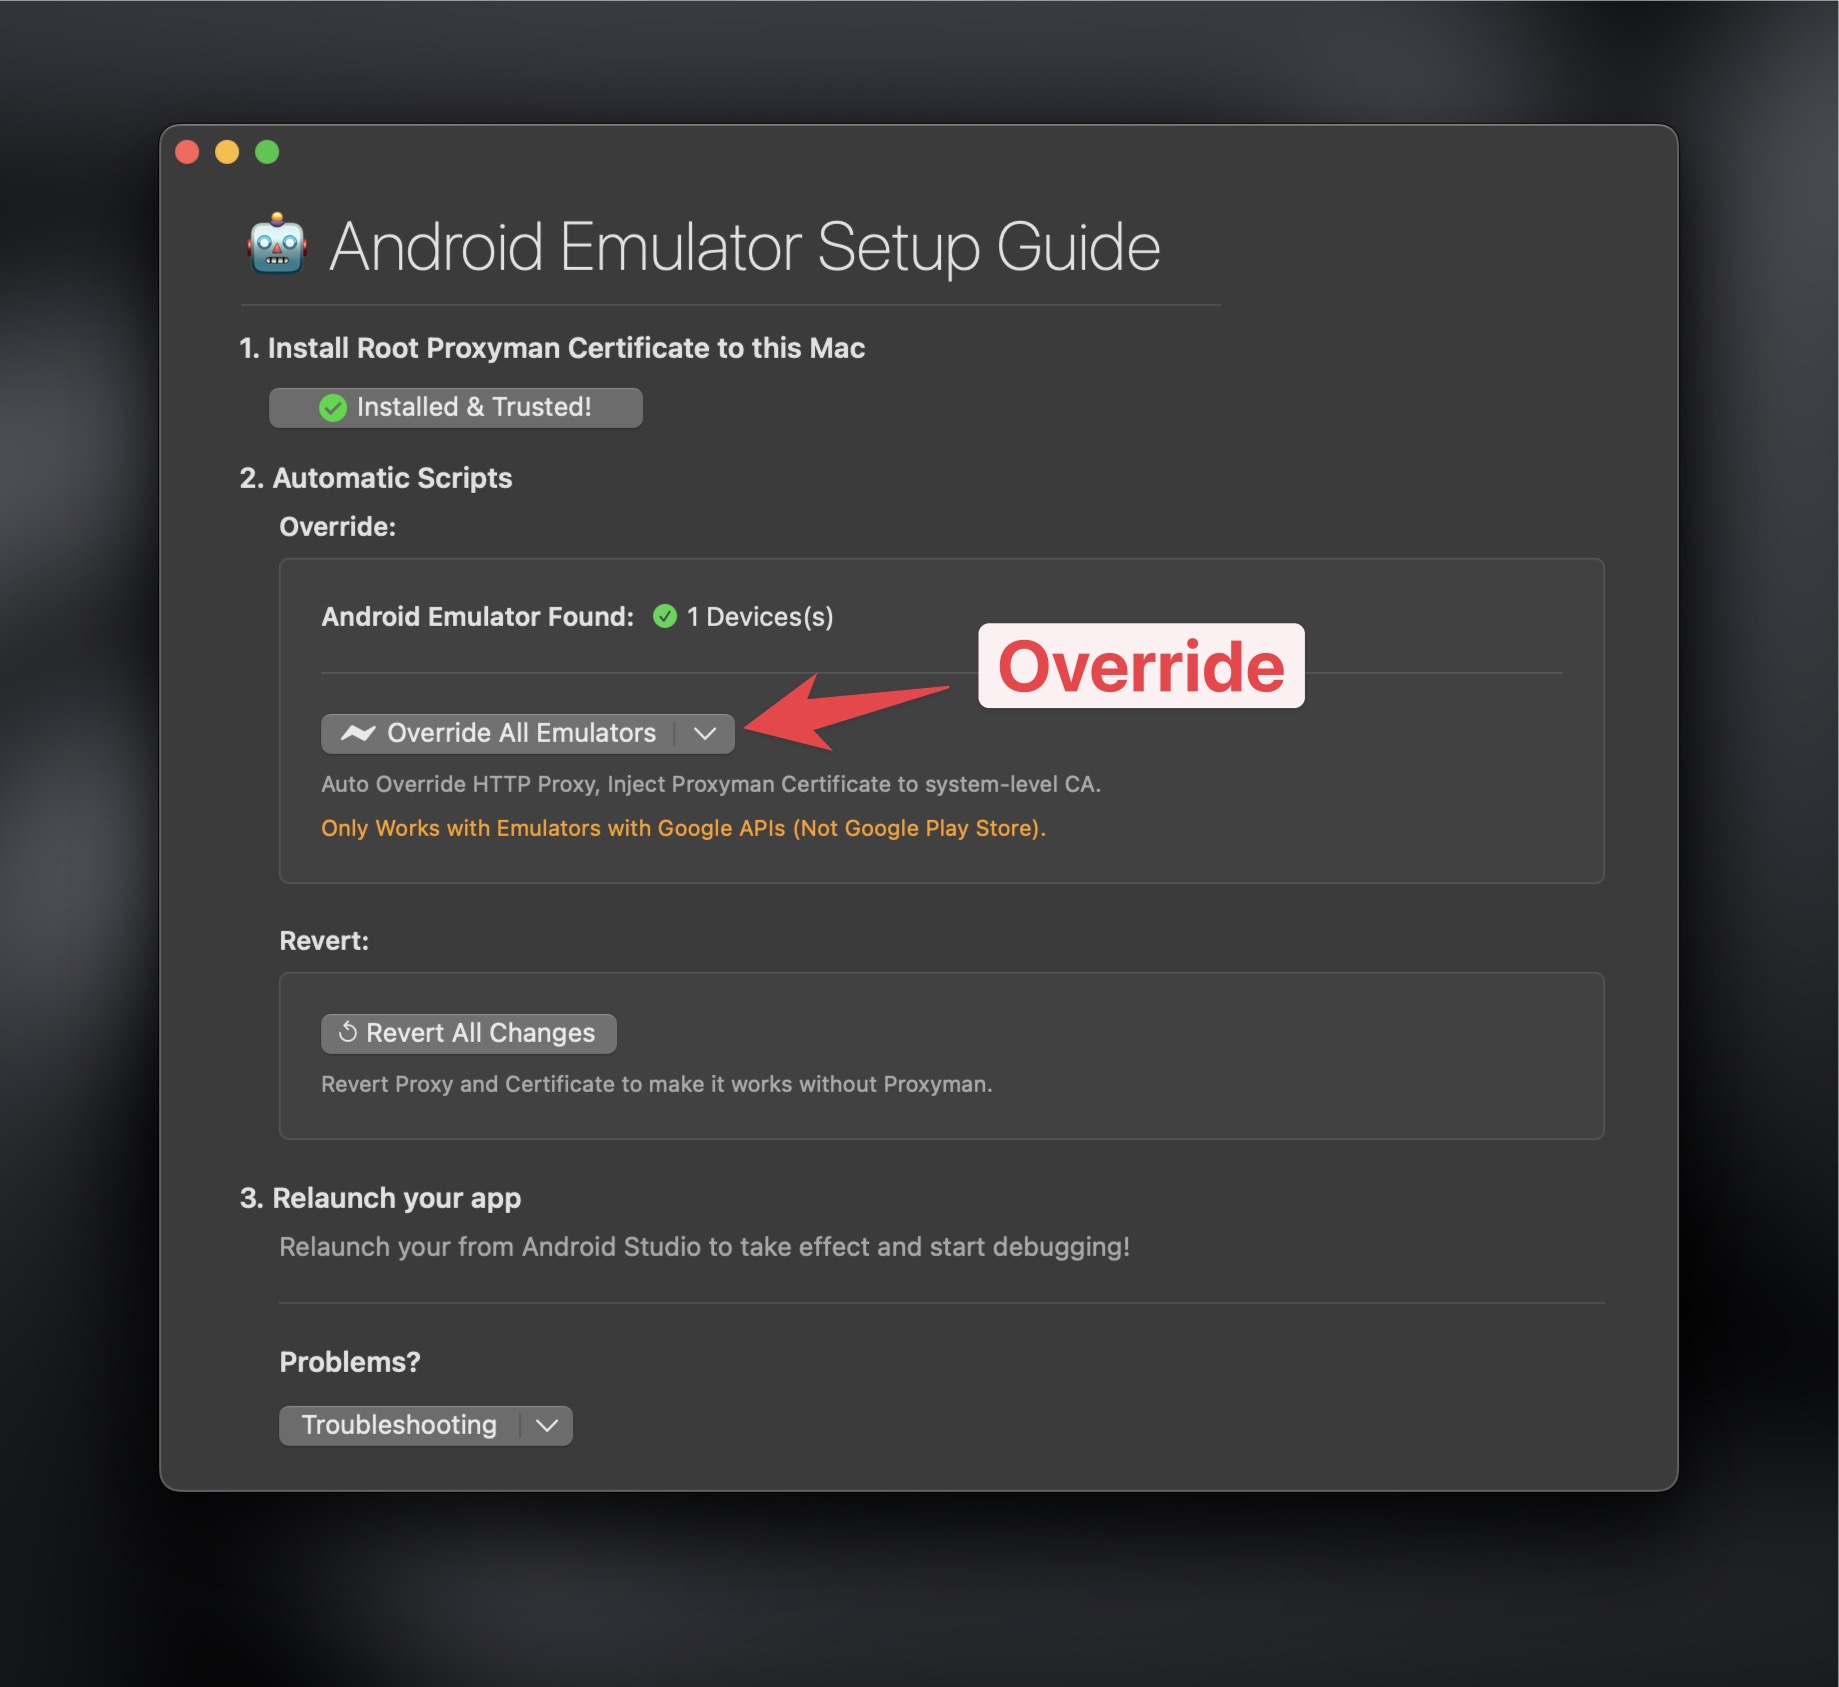 Android Emulator Setup Guide
1. Install Root Proxyman Certificate to this Mac
Installed & Trusted!
2. Automatic Scripts
Override:
Android Emulator Found: 1 Devices(s)
Override
Override All Emulators
Auto Override HTTP Proxy, Inject Proxyman Certificate to system-level CA.
Only Works with Emulators with Google APIs (Not Google Play Store).
Revert:
Revert All Changes
Revert Proxy and Certificate to make it works without Proxyman.
3. Relaunch your app
Relaunch your from Android Studio to take effect and start debugging!
Problems?
Troubleshooting